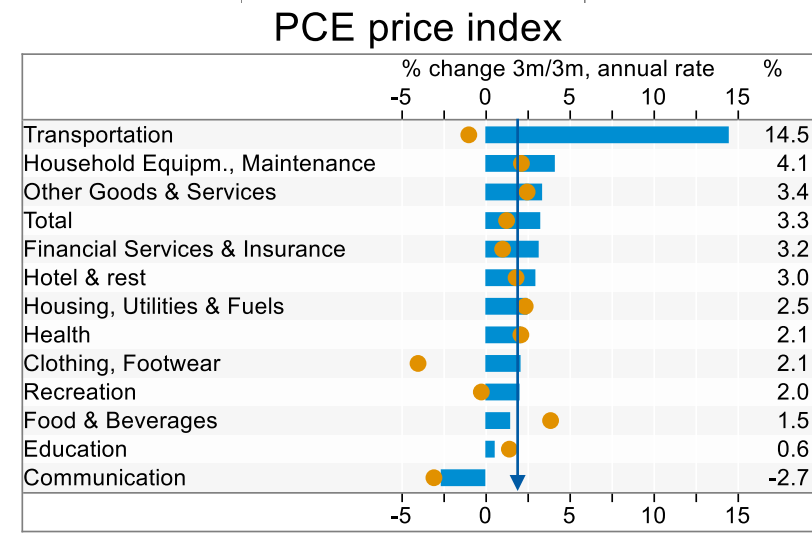 PCE price index
% change 3m/3m, annual rate %
-5 0 5 10 15
Transportation 14.5
Household Equipm., Maintenance 4.1
Other Goods & Services 3.4
Total 3.3
Financial Services & Insurance 3.2
Hotel & rest 3.0
Housing, Utilities & Fuels 2.5
Health 2.1
Clothing, Footwear 2.1
Recreation 2.0
Food & Beverages 1.5
Education 0.6
Communication -2.7
-5 0 5 10 15